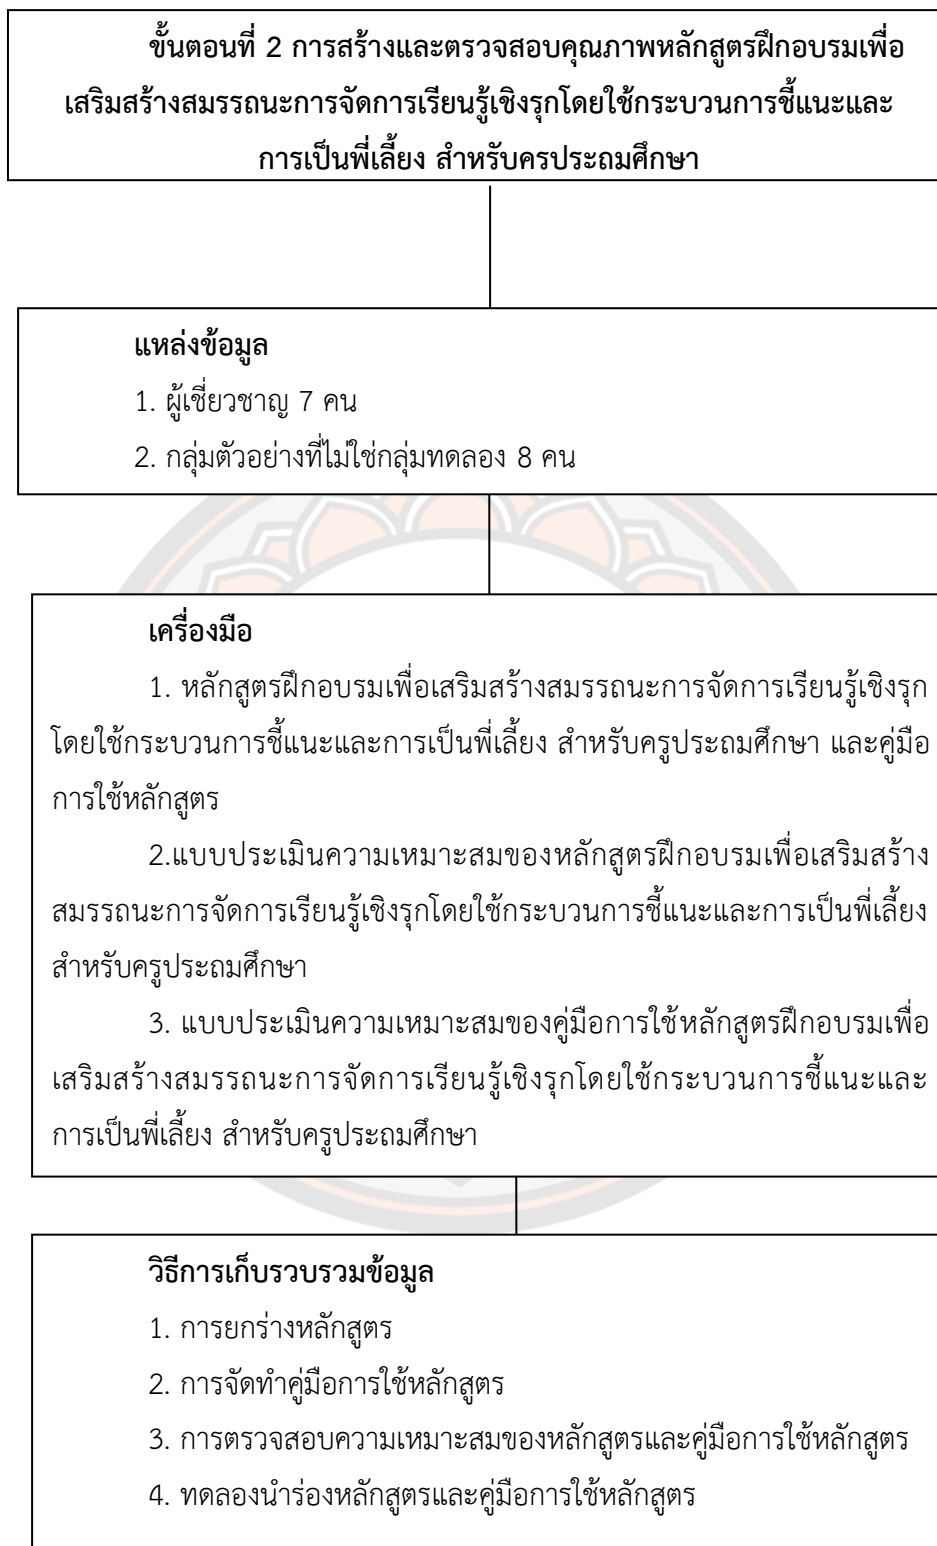 ขั้นตอนที่ 2 การสร้างและตรวจสอบคุณภาพหลักสูตรฝึกอบรมเพื่อ
เสริมสร้างสมรรถนะการจัดการเรียนรู้เชิงรุกโดยใช้กระบวนการชี้แนะและ
การเป็นพี่เลี้ยง สำหรับครประถมศึกษา
แหล่งข้อมูล
1. ผู้เชี่ยวชาญ 7 คน
2. กลุ่มตัวอย่างที่ไม่ใช่กลุ่มทดลอง 8 คน
เครื่องมือ
1. หลักสูตรฝึกอบรมเพื่อเสริมสร้างสมรรถนะการจัดการเรียนรู้เชิงรุก
โดยใช้กระบวนการชี้แนะและการเป็นพี่เลี้ยง สำหรับครูประถมศึกษา และคู่มือ
การใช้หลักสูตร
2.แบบประเมินความเหมาะสมของหลักสูตรฝึกอบรมเพื่อเสริมสร้าง
สมรรถนะการจัดการเรียนรู้เชิงรุกโดยใช้กระบวนการชี้แนะและการเป็นพี่เลี้ยง
สำหรับครูประถมศึกษา
3. แบบประเมินความเหมาะสมของคู่มือการใช้หลักสูตรฝึกอบรมเพื่อ
เสริมสร้างสมรรถนะการจัดการเรียนรู้เชิงรุกโดยใช้กระบวนการชี้แนะและ
การเป็นพี่เลี้ยง สำหรับครูประถมศึกษา
วิธีการเก็บรวบรวมข้อมูล
1. การยกร่างหลักสูตร
2. การจัดทำคู่มือการใช้หลักสูตร
3. การตรวจสอบความเหมาะสมของหลักสูตรและคู่มือการใช้หลักสูตร
4. ทดลองนำร่องหลักสูตรและคู่มือการใช้หลักสูตร